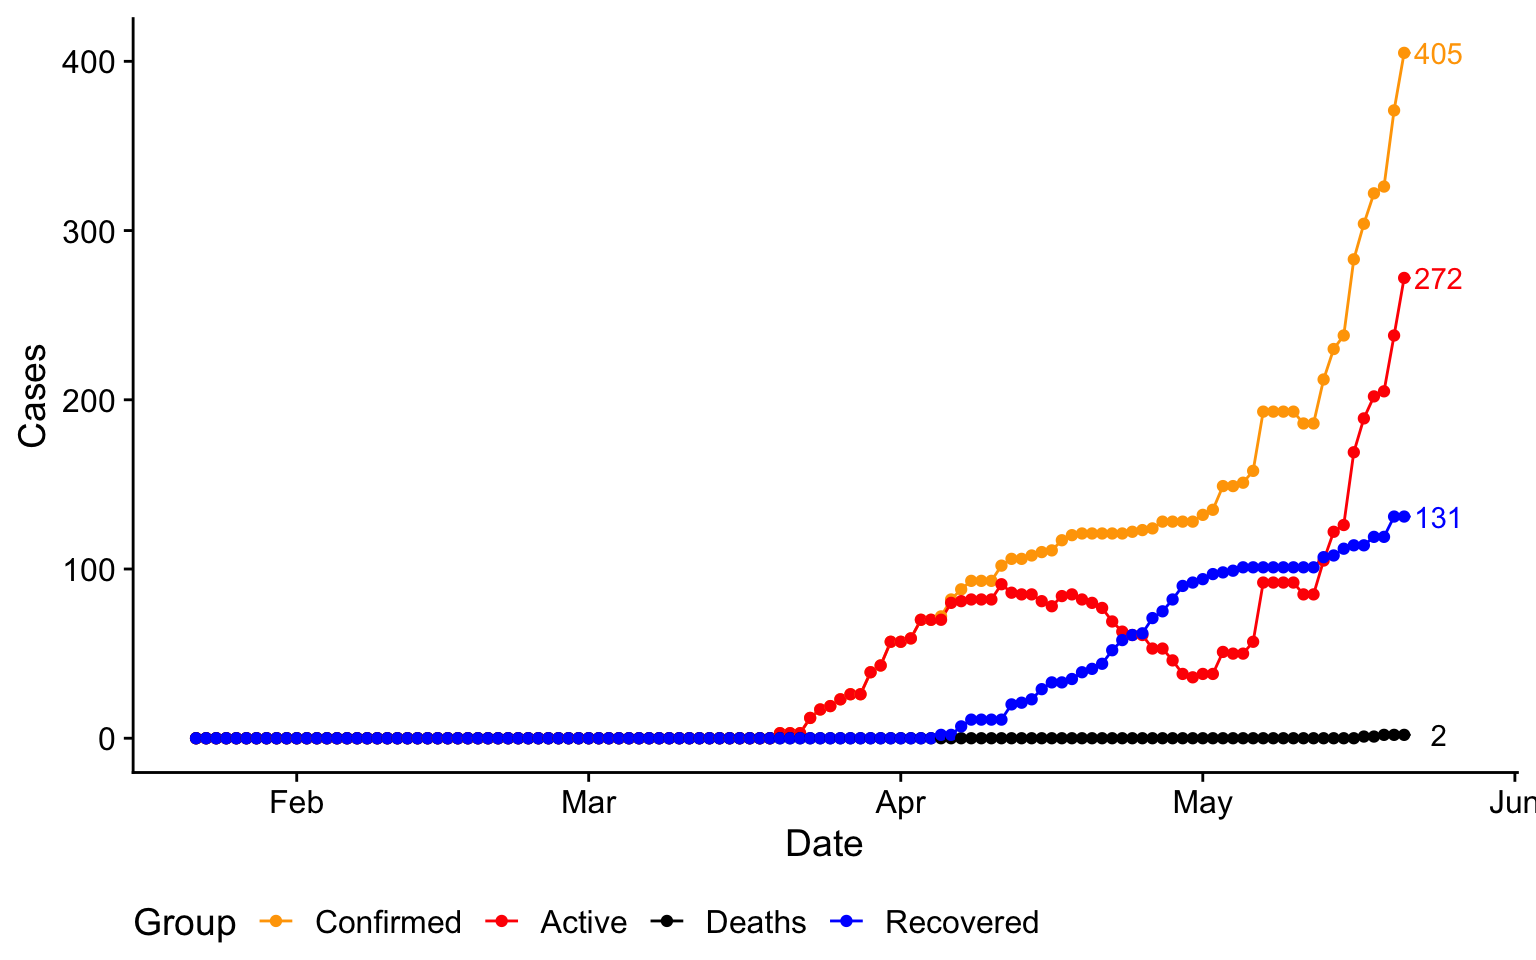 400
300
200
100
0
Cases
405
272
131
2
Feb Mar Apr May Jun
Date
Group Confirmed Active Deaths Recovered